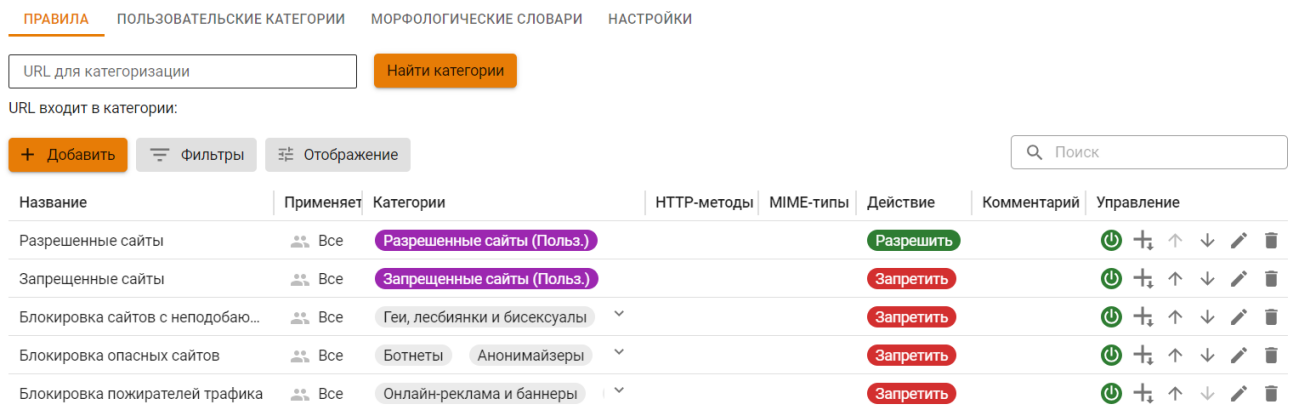 ПРАВИЛА ПОЛЬЗОВАТЕЛЬСКИЕ КАТЕГОРИИ МОРФОЛОГИЧЕСКИЕ СЛОВАРИ НАСТРОЙКИ
URL для категоризации Найти категории
URL входит в категории:
+ Добавить Фильтры Отображение Поиск
Название Применяет Категории HTTP-методы MIME-типы Действие Комментарий Управление
Разрешенные сайты Все Разрешенные сайты (Польз.) Разрешить
Запрещенные сайты Все Запрещенные сайты (Польз.) Запретить
Блокировка сайтов с неподобаю... Все Геи, лесбиянки и бисексуалы Запретить
Блокировка опасных сайтов Все Ботнеты Анонимайзеры Запретить
Блокировка пожирателей трафика Все Онлайн-реклама и баннеры Запретить